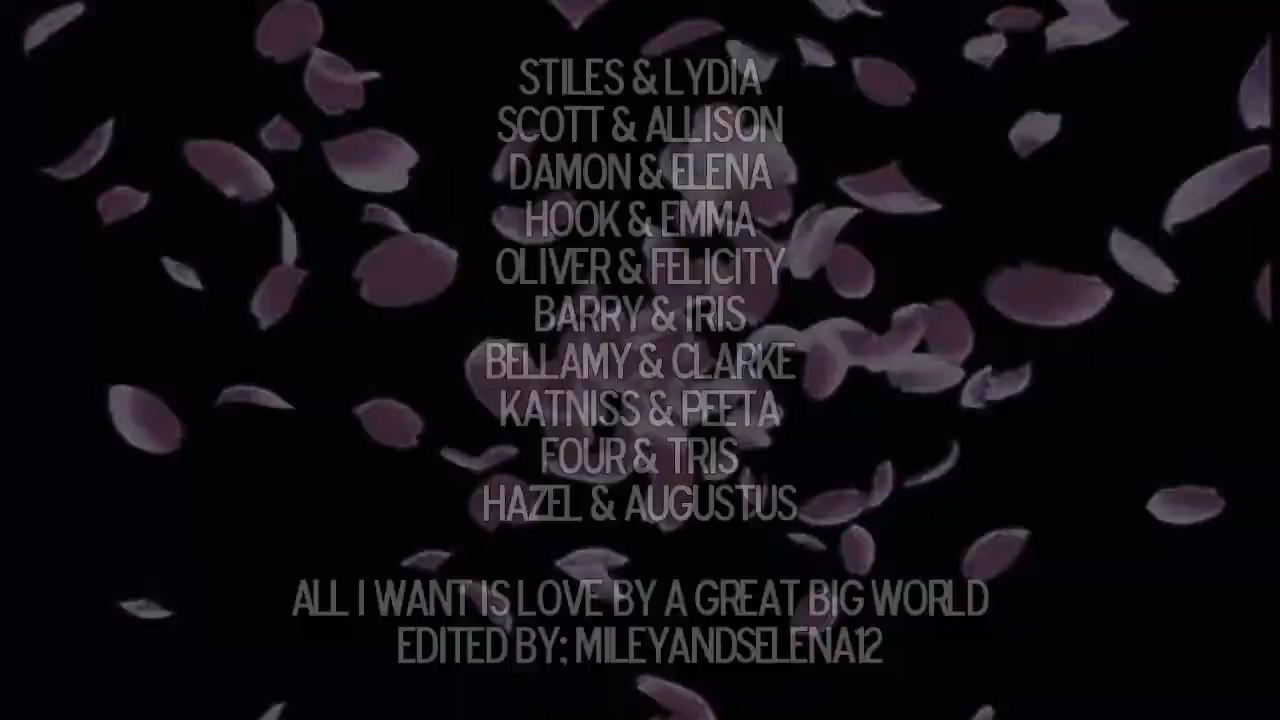 STILES & LYDIA
SCOTT & ALLISON
DAMON & ELENA
HOOK & EMMA
OLIVER & FELICITY
BARRY & IRIS
BELLAMY & CLARKE
KATNISS & PEETA
FOUR & TRIS
HAZEL & AUGUSTUS
ALL I WANT IS LOVE BY A GREAT BIG WORLD
EDITED BY: MILEYANDSELENA12